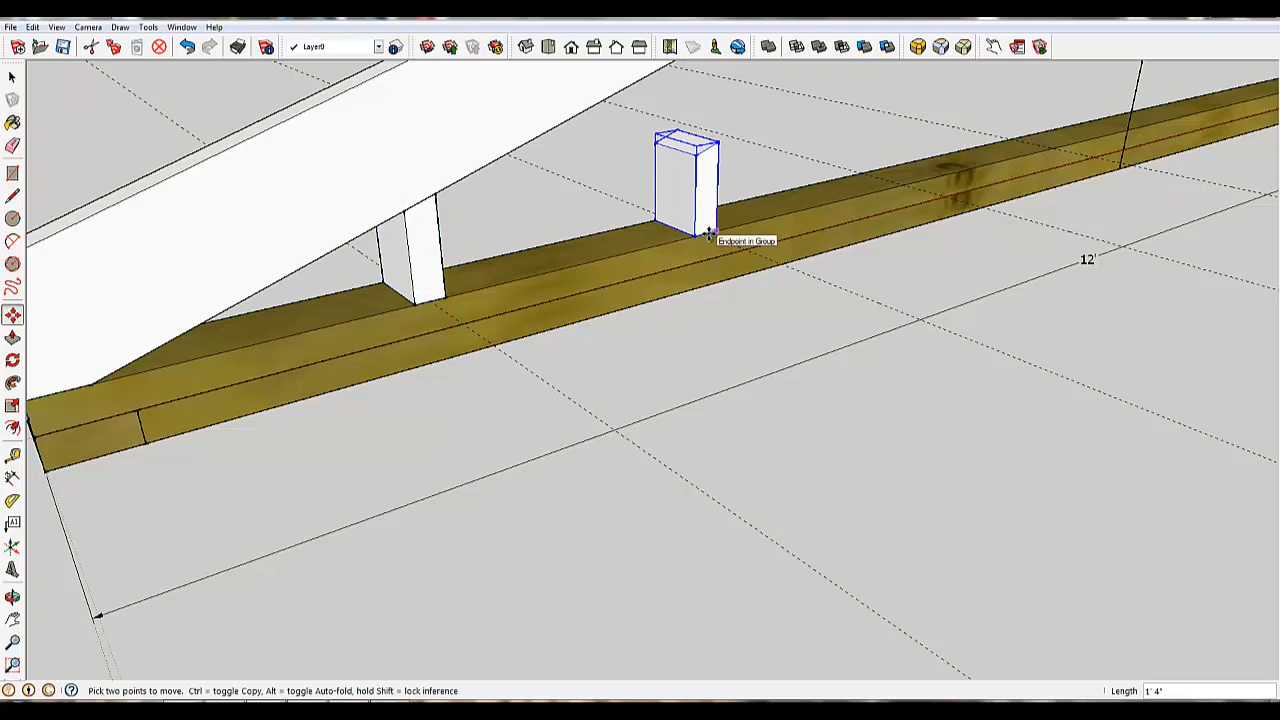 File Edit View Camera Draw Tools Window Help
Layer0
Endpoint in Group
12'
A1
Pick two points to move. Ctrl = toggle Copy, Alt = toggle Auto-fold, hold Shift = lock inference
Length 1' 4"